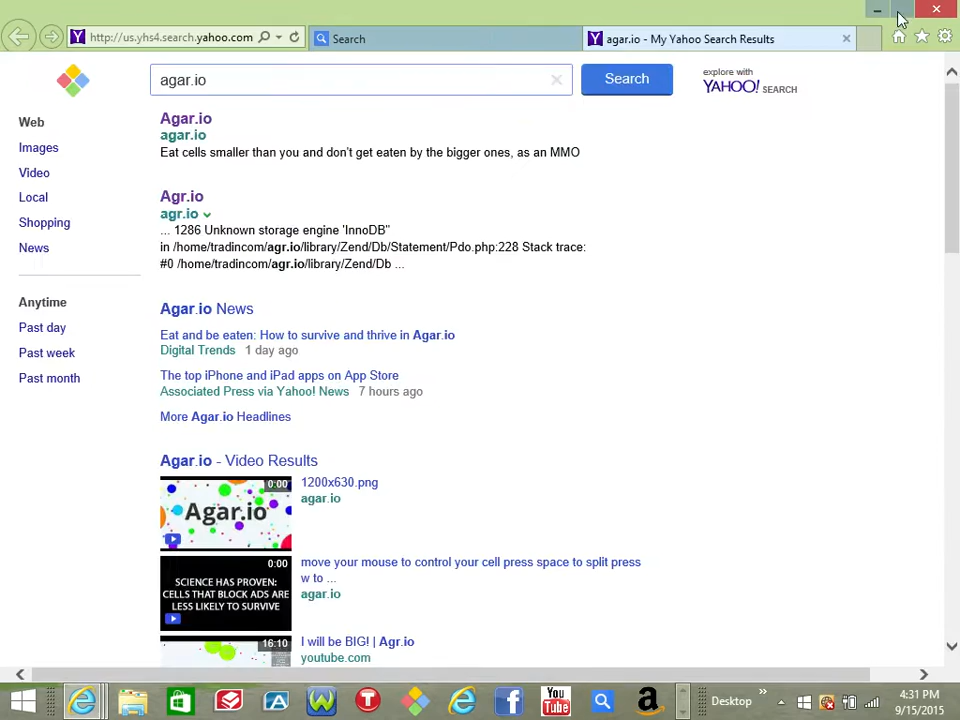 http://us.yhs4.search.yahoo.com
Search
agar.io - My Yahoo Search Results
agar.io
Search
explore with
YAHOO! SEARCH
Web
Images
Video
Local
Shopping
News
Anytime
Past day
Past week
Past month
Agar.io
agar.io
Eat cells smaller than you and don't get eaten by the bigger ones, as an MMO
Agr.io
agr.io
... 1286 Unknown storage engine 'InnoDB''
in /home/tradincom/agr.io/library/Zend/Db/Statement/Pdo.php:228 Stack trace:
#0 /home/tradincom/agr.io/library/Zend/Db ...
Agar.io News
Eat and be eaten: How to survive and thrive in Agar.io
Digital Trends 1 day ago
The top iPhone and iPad apps on App Store
Associated Press via Yahoo! News 7 hours ago
More Agar.io Headlines
Agar.io - Video Results
0:00
Agar.io
1200x630.png
agar.io
0:00
SCIENCE HAS PROVEN:
CELLS THAT BLOCK ADS ARE
LESS LIKELY TO SURVIVE
move your mouse to control your cell press space to split press
w to ...
agar.io
16:10
I will be BIG! | Agr.io
youtube.com
You
Tube
Desktop
4:31 PM
9/15/2015